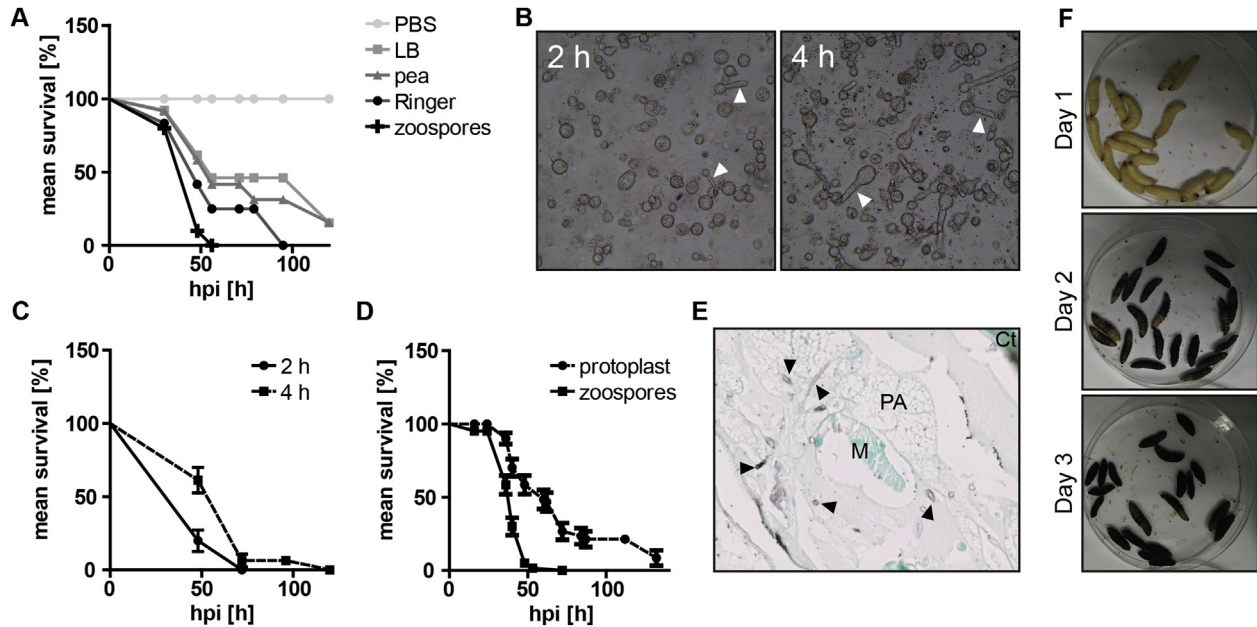 A
150
100
50
0
mean survival [%]
0
50
100
hpi [h]
PBS
LB
pea
Ringer
zoospores
B
2 h
4 h
C
150
100
50
0
mean survival [%]
0
50
100
hpi [h]
2 h
4 h
D
150
100
50
0
mean survival [%]
0
50
100
hpi [h]
protoplast
zoospores
E
Ct
PA
M
F
Day 1
Day 2
Day 3